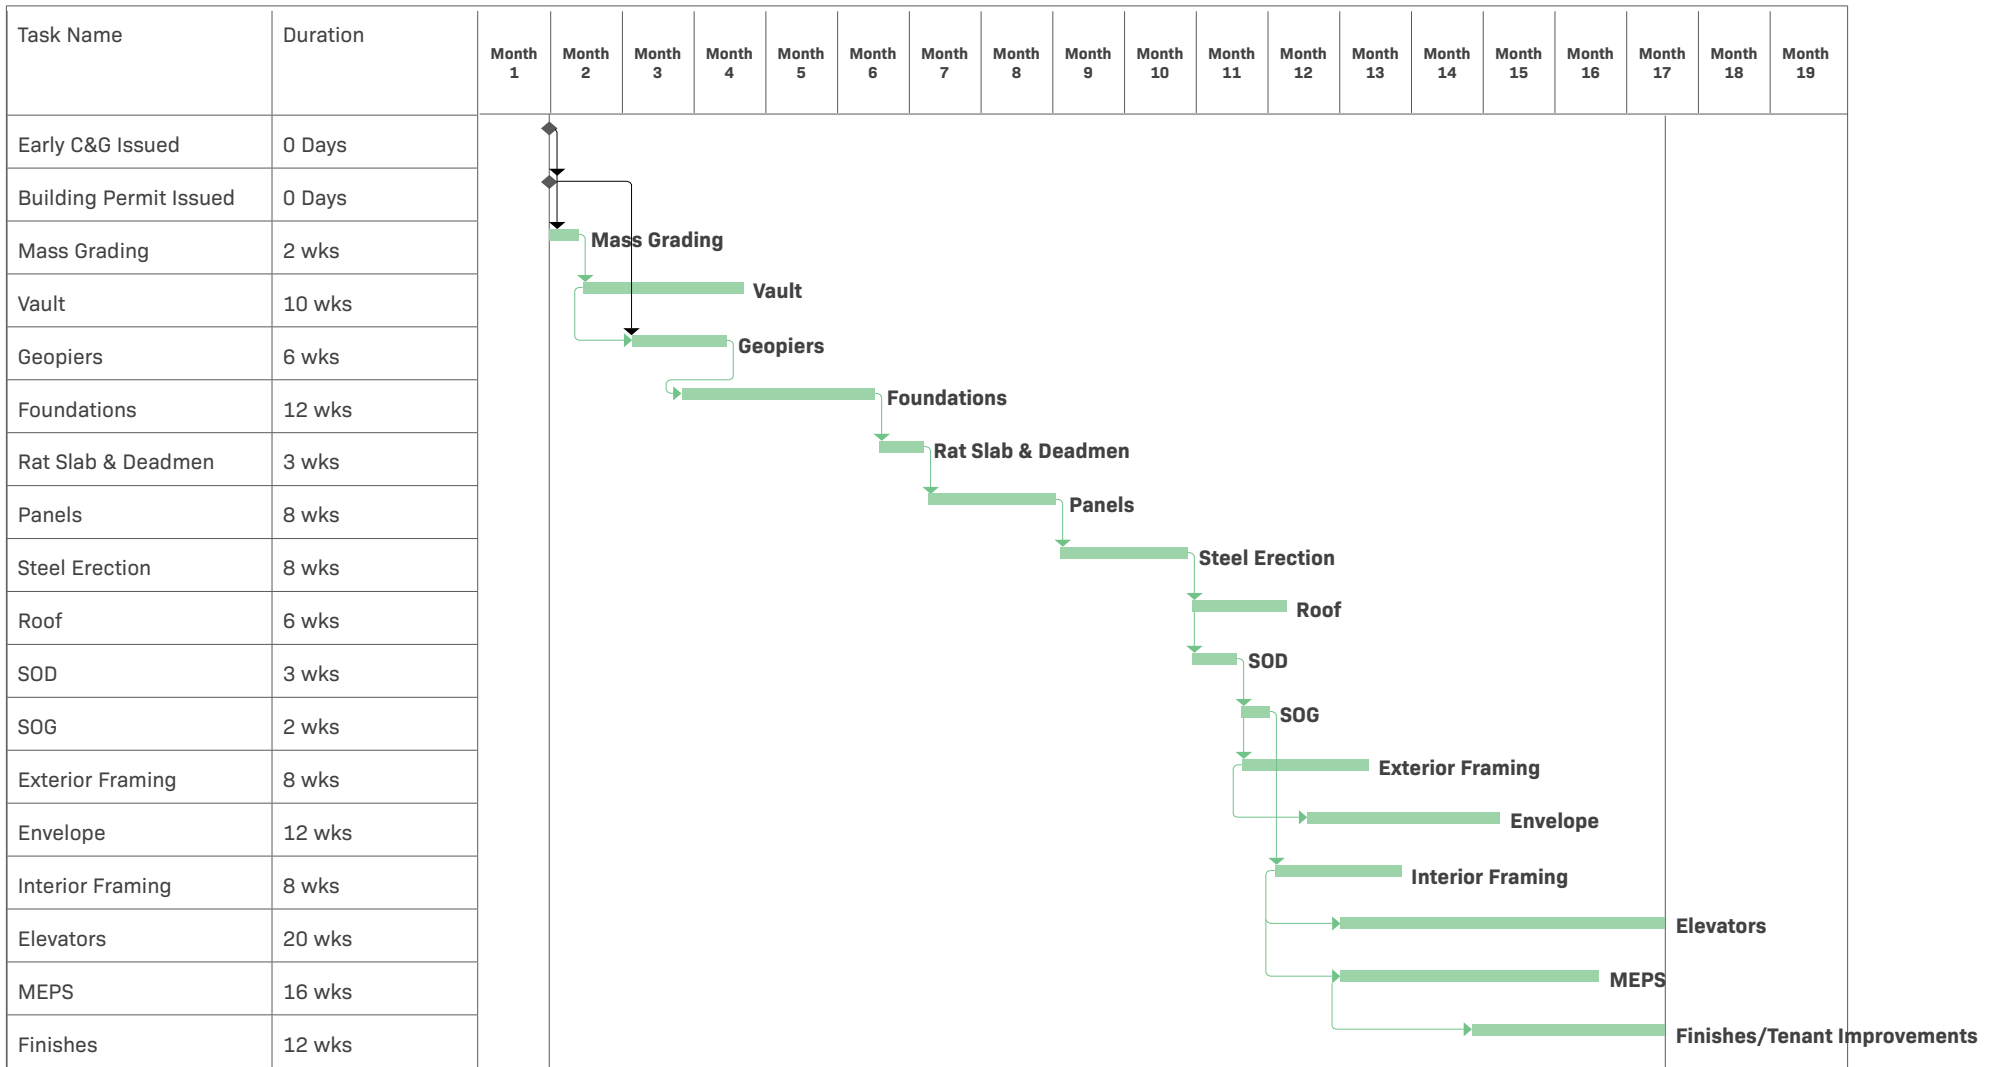 Task Name Duration
Month 1 Month 2 Month 3 Month 4 Month 5 Month 6 Month 7 Month 8 Month 9 Month 10 Month 11 Month 12 Month 13 Month 14 Month 15 Month 16 Month 17 Month 18 Month 19
Early C&G Issued 0 Days
Building Permit Issued 0 Days
Mass Grading 2 wks Mass Grading
Vault 10 wks Vault
Geopiers 6 wks Geopiers
Foundations 12 wks Foundations
Rat Slab & Deadmen 3 wks Rat Slab & Deadmen
Panels 8 wks Panels
Steel Erection 8 wks Steel Erection
Roof 6 wks Roof
SOD 3 wks SOD
SOG 2 wks SOG
Exterior Framing 8 wks Exterior Framing
Envelope 12 wks Envelope
Interior Framing 8 wks Interior Framing
Elevators 20 wks Elevators
MEPS 16 wks MEPS
Finishes 12 wks Finishes/Tenant Improvements